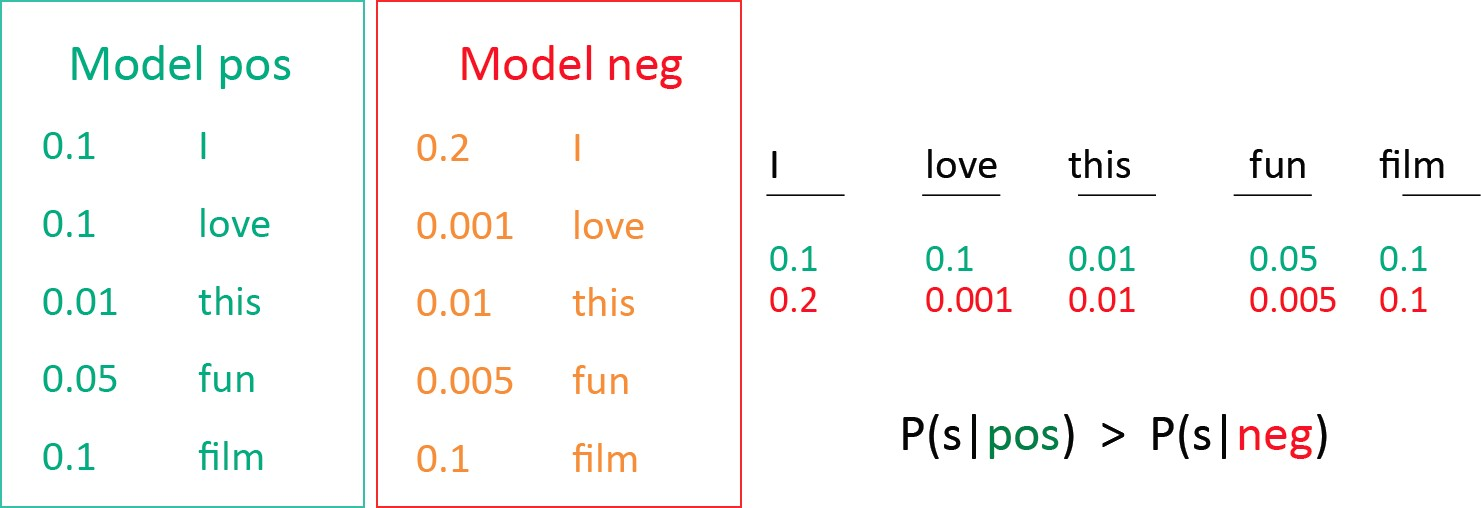 Model pos
0.1 I
0.1 love
0.01 this
0.05 fun
0.1 film
Model neg
0.2 I
0.001 love
0.01 this
0.005 fun
0.1 film
I love this fun film
0.1 0.1 0.01 0.05 0.1
0.2 0.001 0.01 0.005 0.1
P(s|pos) > P(s|neg)